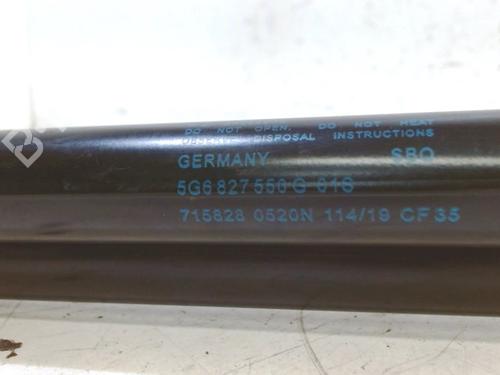 DO NOT OPEN. DO NOT HEAT
OBSERVE DISPOSAL INSTRUCTIONS
GERMANY SBO
5G6 827 550 G 01S
715828 0520N 114/19 CF35